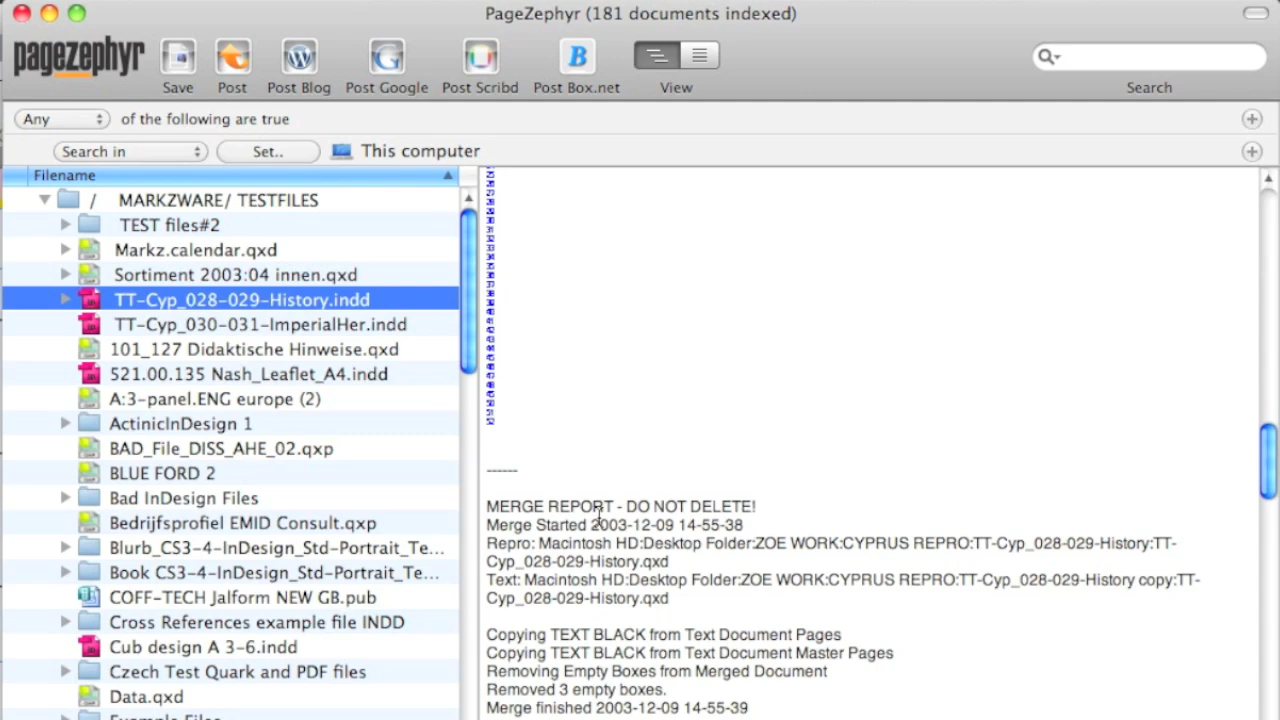 PageZephyr (181 documents indexed)
pagezephyr
Save
Post
Post Blog
Post Google
Post Scribd
Post Box.net
View
Search
Any
of the following are true
Search in
Set..
This computer
Filename
/ MARKZWARE/ TESTFILES
TEST files#2
Markz.calendar.qxd
Sortiment 2003:04 innen.qxd
TT-Cyp_028-029-History.indd
TT-Cyp_030-031-ImperialHer.indd
101_127 Didaktische Hinweise.qxd
521.00.135 Nash_Leaflet_A4.indd
A:3-panel.ENG europe (2)
ActinicInDesign 1
BAD_File_DISS_AHE_02.qxp
BLUE FORD 2
Bad InDesign Files
Bedrijfsprofiel EMID Consult.qxp
Blurb_CS3-4-InDesign_Std-Portrait_Te...
Book CS3-4-InDesign_Std-Portrait_Te...
COFF-TECH Jalform NEW GB.pub
Cross References example file INDD
Cub design A 3-6.indd
Czech Test Quark and PDF files
Data.qxd
------
MERGE REPORT - DO NOT DELETE!
Merge Started 2003-12-09 14-55-38
Repro: Macintosh HD:Desktop Folder:ZOE WORK:CYPRUS REPRO:TT-Cyp_028-029-History:TT-
Cyp_028-029-History.qxd
Text: Macintosh HD:Desktop Folder:ZOE WORK:CYPRUS REPRO:TT-Cyp_028-029-History copy:TT-
Cyp_028-029-History.qxd
Copying TEXT BLACK from Text Document Pages
Copying TEXT BLACK from Text Document Master Pages
Removing Empty Boxes from Merged Document
Removed 3 empty boxes.
Merge finished 2003-12-09 14-55-39